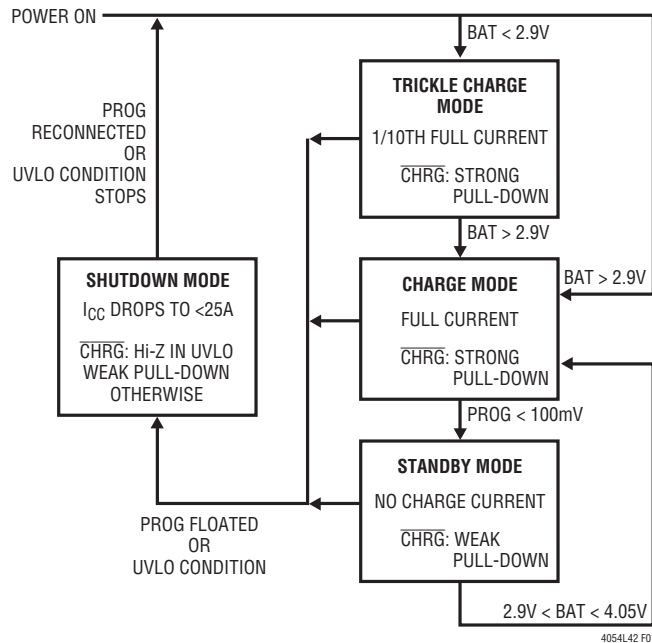 POWER ON
BAT < 2.9V
TRICKLE CHARGE
MODE
1/10TH FULL CURRENT
CHRG: STRONG
PULL-DOWN
PROG
RECONNECTED
OR
UVLO CONDITION
STOPS
BAT > 2.9V
SHUTDOWN MODE
ICC DROPS TO <25A
CHRG: Hi-Z IN UVLO
WEAK PULL-DOWN
OTHERWISE
CHARGE MODE
FULL CURRENT
CHRG: STRONG
PULL-DOWN
BAT > 2.9V
PROG < 100mV
STANDBY MODE
NO CHARGE CURRENT
CHRG: WEAK
PULL-DOWN
PROG FLOATED
OR
UVLO CONDITION
2.9V < BAT < 4.05V
4054L42 F0